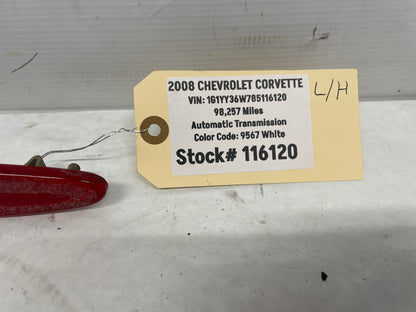 2008 CHEVROLET CORVETTE
VIN: 1G1YY36W785116120
98,257 Miles
Automatic Transmission
Color Code: 9567 White
Stock# 116120
L/H